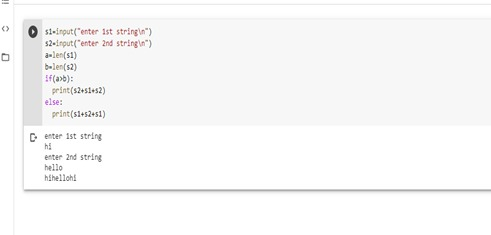 s1=input("enter 1st string\n")
s2=input("enter 2nd string\n")
a=len(s1)
b=len(s2)
if(a>b):
  print(s2+s1+s2)
else:
  print(s1+s2+s1)
enter 1st string
hi
enter 2nd string
hello
hihellohi